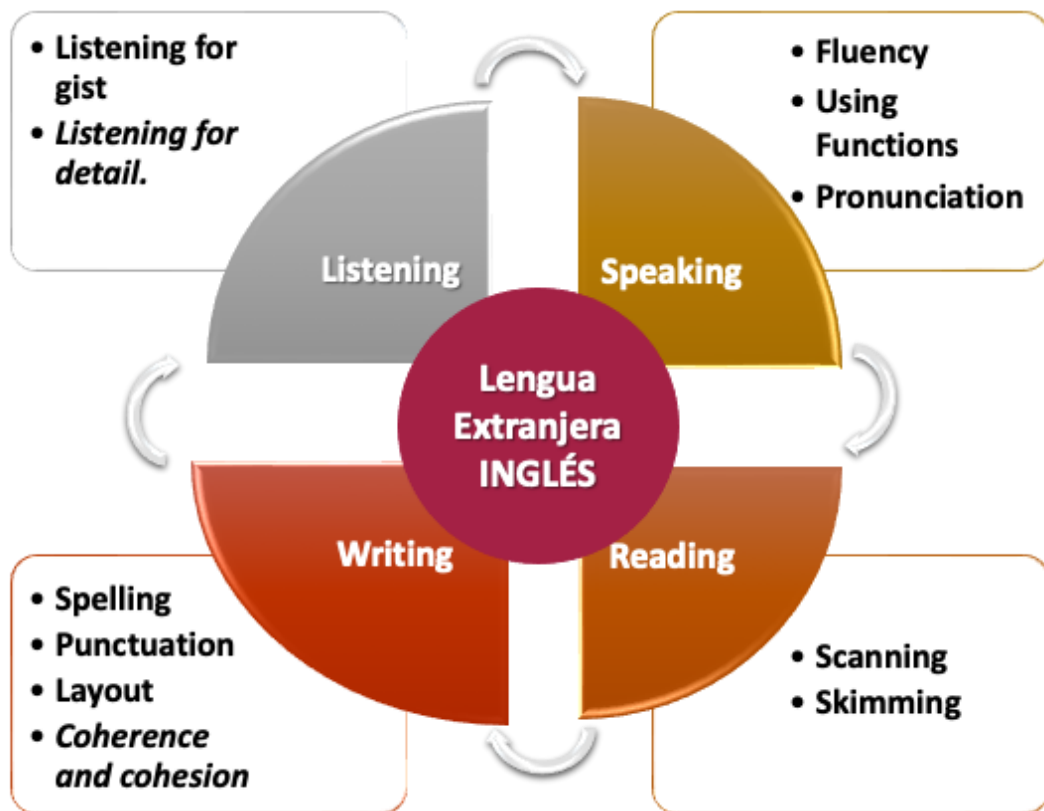 • Listening for
gist
• Listening for
detail.
• Fluency
• Using
Functions
• Pronunciation
Listening
Speaking
Lengua
Extranjera
INGLÉS
Writing
Reading
• Spelling
• Punctuation
• Layout
• Coherence
and cohesion
• Scanning
• Skimming